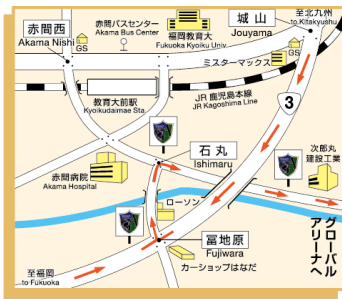 赤間西
Akama Nishi
赤間バスセンター
Akama Bus Center
福岡教育大
Fukuoka Kyoiku Univ.
城山
Jouyama
至北九州
to Kitakyushu
GS
GS
ミスターマックス
教育大前駅
Kyoikudaimae Sta.
JR 鹿児島本線
JR Kagoshima Line
3
石丸
Ishimaru
次郎丸
建設工業
赤間病院
Akama Hospital
ローソン
冨地原
Fujiwara
カーショップはなだ
至福岡
to Fukuoka
グローバル
アリーナへ